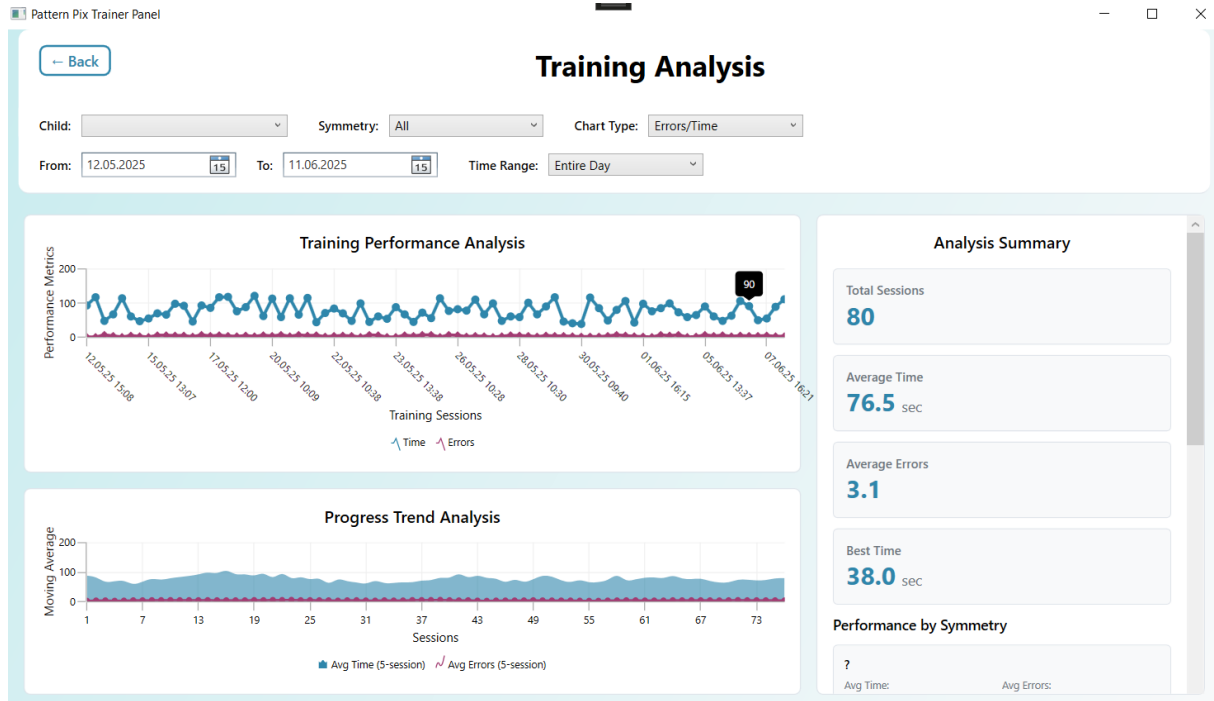 Pattern Pix Trainer Panel
← Back
Training Analysis
Child:
Symmetry: All
Chart Type: Errors/Time
From: 12.05.2025 15
To: 11.06.2025 15
Time Range: Entire Day
Training Performance Analysis
Performance Metrics
200
100
0
90
12.05.25 15:08
15.05.25 13:07
17.05.25 12:00
20.05.25 10:09
22.05.25 10:38
23.05.25 13:38
26.05.25 10:28
28.05.25 10:30
30.05.25 09:40
01.06.25 16:15
05.06.25 13:37
07.06.25 16:21
Training Sessions
Time Errors
Progress Trend Analysis
Moving Average
200
100
0
1 7 13 19 25 31 37 43 49 55 61 67 73
Sessions
Avg Time (5-session) Avg Errors (5-session)
Analysis Summary
Total Sessions
80
Average Time
76.5 sec
Average Errors
3.1
Best Time
38.0 sec
Performance by Symmetry
?
Avg Time: Avg Errors: